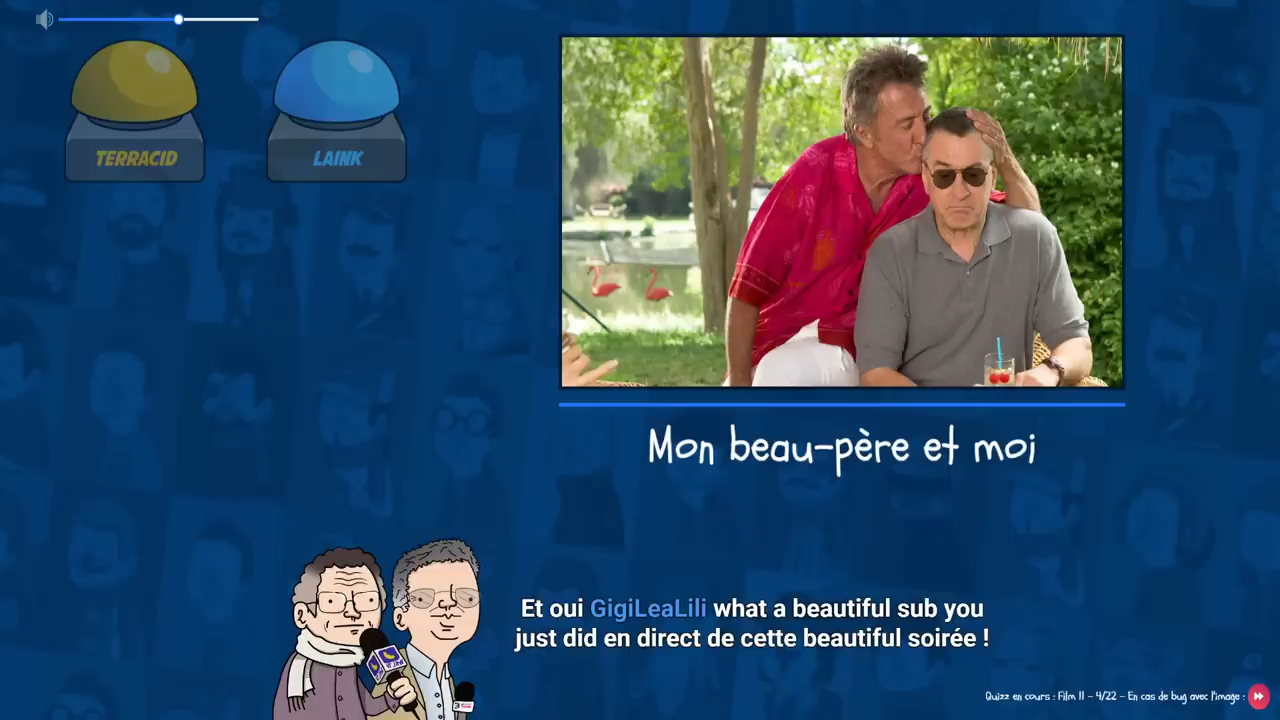 TERRACID
LAINK
Mon beau-père et moi
Et oui GigiLeaLili what a beautiful sub you
just did en direct de cette beautiful soirée !
Quizz en cours : Film II - 4/22 - En cas de bug avec l'image :